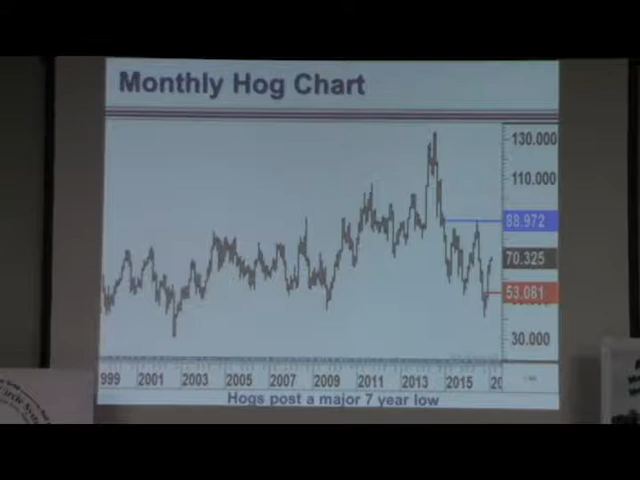 Monthly Hog Chart
130.000
110.000
88.972
70.325
53.081
30.000
999 2001 2003 2005 2007 2009 2011 2013 2015 20
Hogs post a major 7 year low